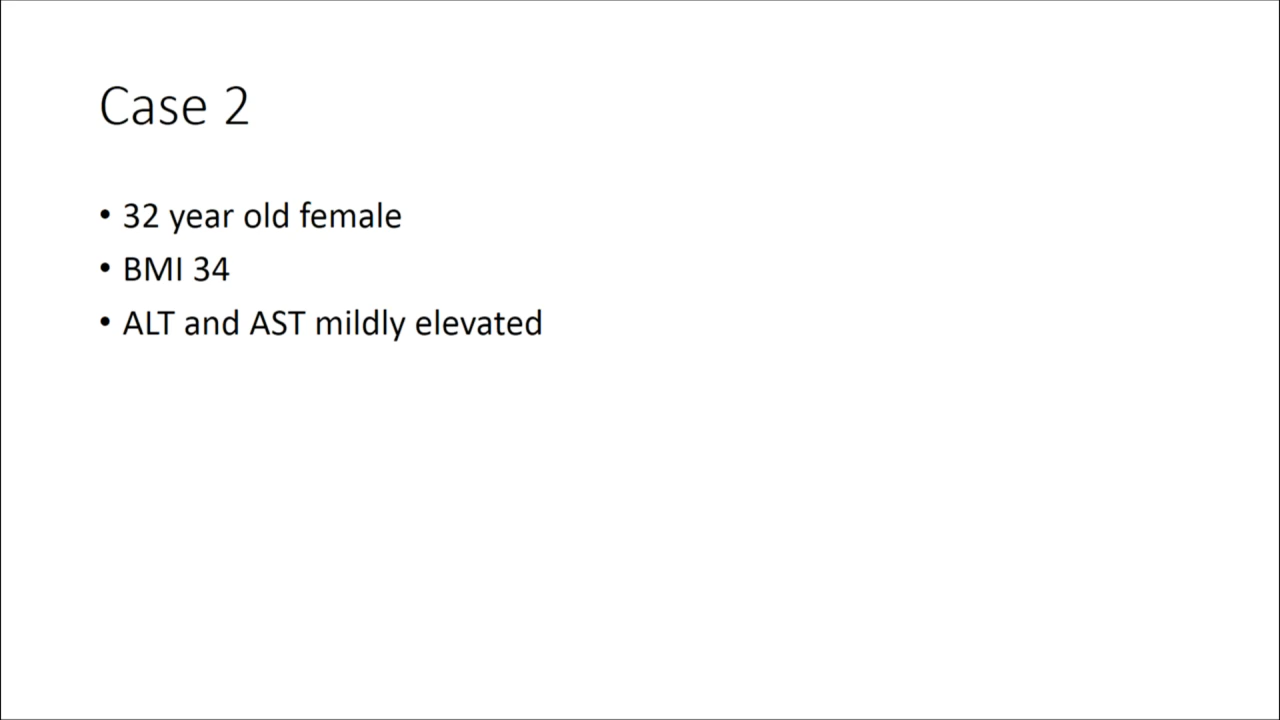 Case 2
• 32 year old female
• BMI 34
• ALT and AST mildly elevated